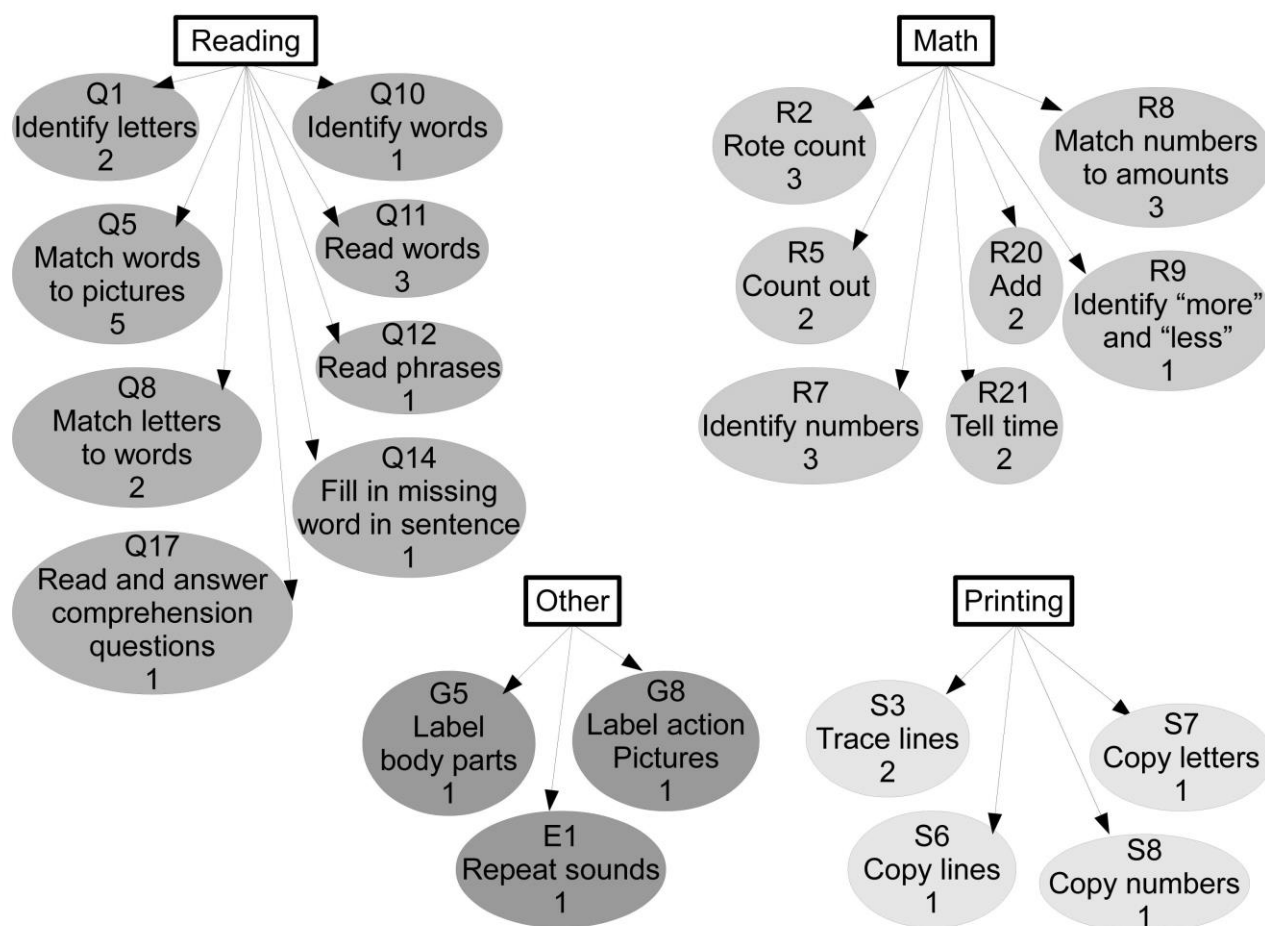 Reading
Q1
Identify letters
2
Q10
Identify words
1
Q5
Match words
to pictures
5
Q11
Read words
3
Q12
Read phrases
1
Q8
Match letters
to words
2
Q14
Fill in missing
word in sentence
1
Q17
Read and answer
comprehension
questions
1
Math
R2
Rote count
3
R8
Match numbers
to amounts
3
R5
Count out
2
R20
Add
2
R9
Identify “more”
and “less”
1
R7
Identify numbers
3
R21
Tell time
2
Other
G5
Label
body parts
1
G8
Label action
Pictures
1
E1
Repeat sounds
1
Printing
S3
Trace lines
2
S7
Copy letters
1
S6
Copy lines
1
S8
Copy numbers
1